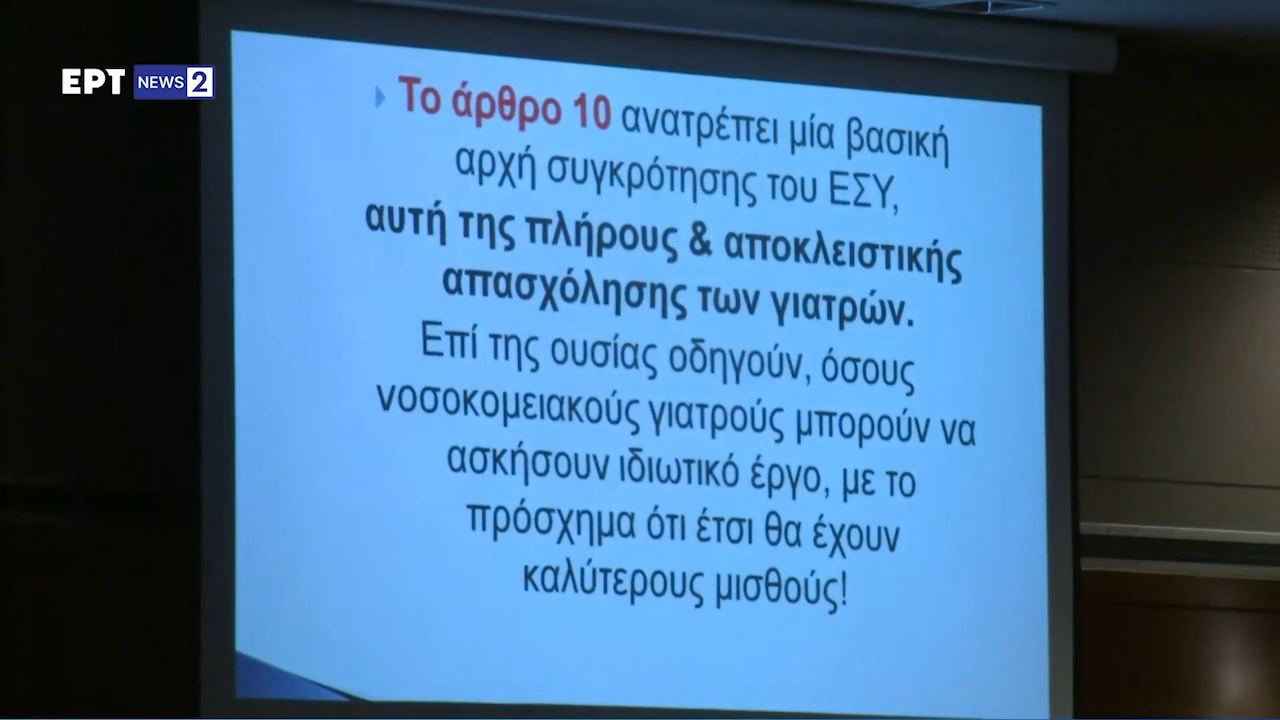 ΕΡΤ NEWS 2
Το άρθρο 10 ανατρέπει μία βασική
αρχή συγκρότησης του ΕΣΥ,
αυτή της πλήρους & αποκλειστικής
απασχόλησης των γιατρών.
Επί της ουσίας οδηγούν, όσους
νοσοκομειακούς γιατρούς μπορούν να
ασκήσουν ιδιωτικό έργο, με το
πρόσχημα ότι έτσι θα έχουν
καλύτερους μισθούς!